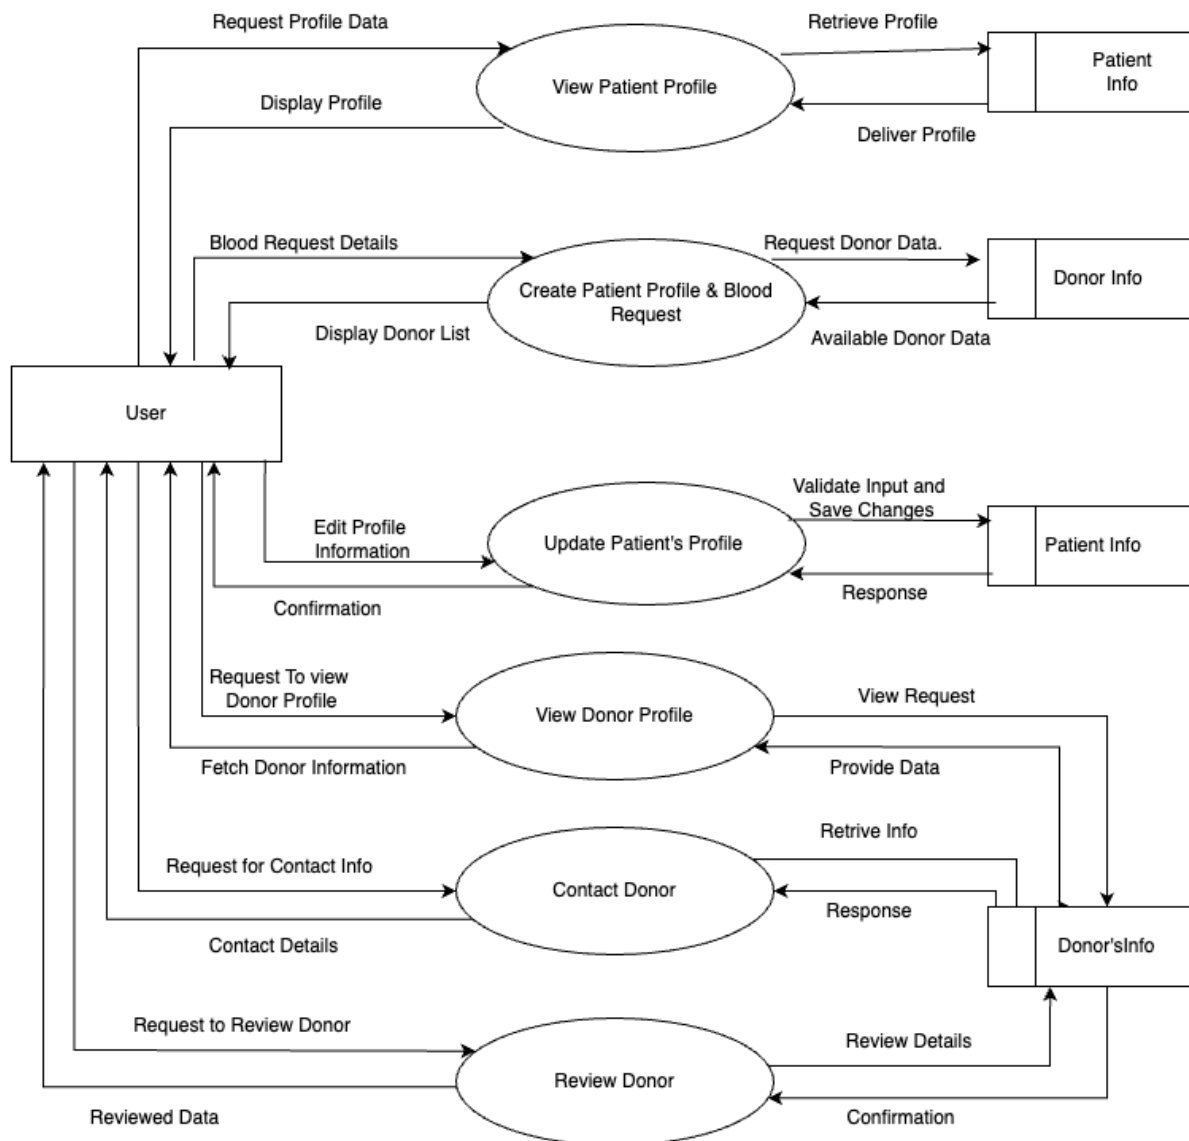 Request Profile Data
Retrieve Profile
View Patient Profile
Patient
Info
Display Profile
Deliver Profile
Blood Request Details
Request Donor Data.
Create Patient Profile & Blood
Request
Donor Info
Display Donor List
Available Donor Data
User
Validate Input and
Save Changes
Edit Profile
Information
Update Patient's Profile
Patient Info
Confirmation
Response
Request To view
Donor Profile
View Donor Profile
View Request
Fetch Donor Information
Provide Data
Retrive Info
Request for Contact Info
Contact Donor
Response
Contact Details
Donor'sInfo
Request to Review Donor
Review Details
Review Donor
Reviewed Data
Confirmation